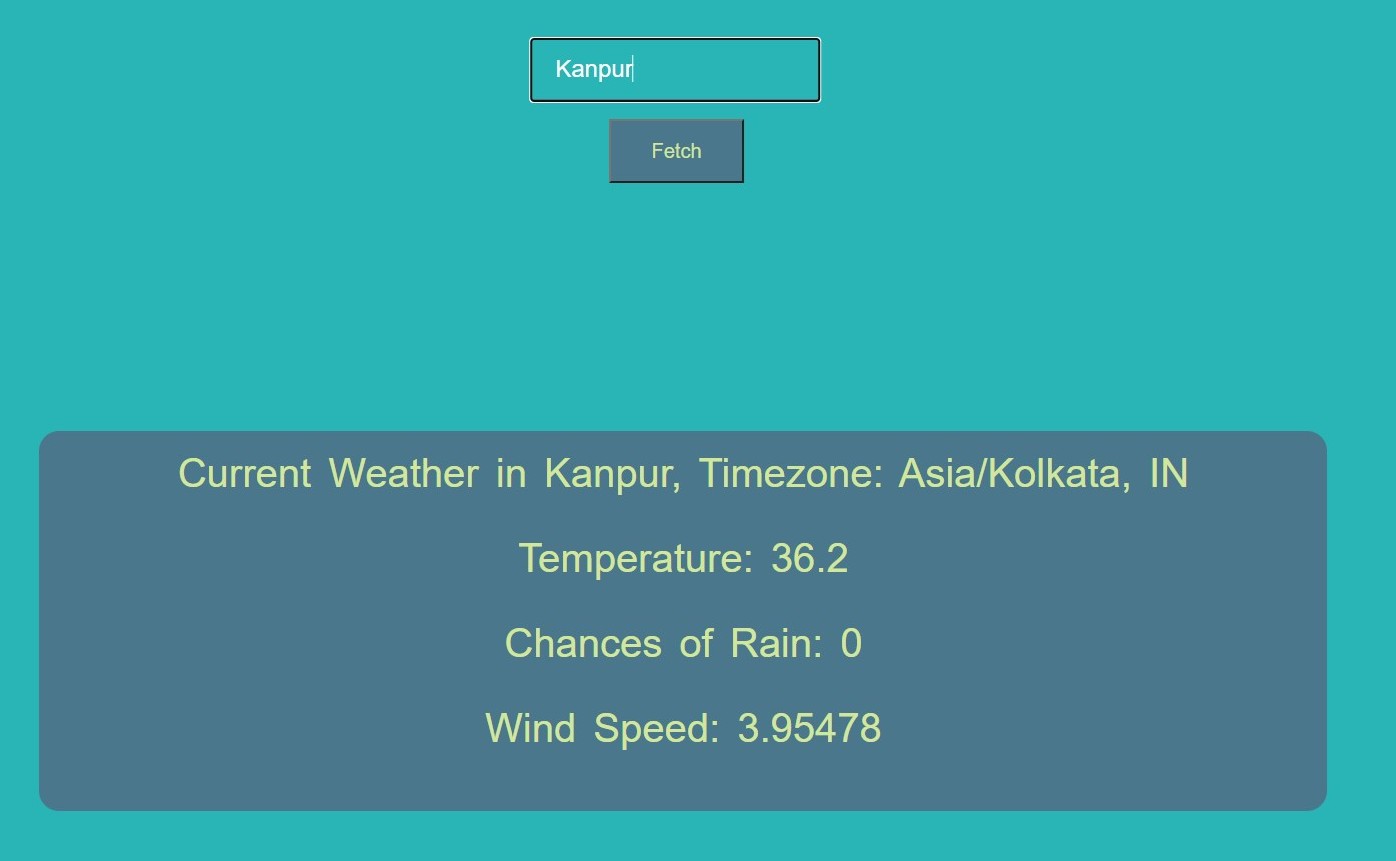 Kanpur
Fetch
Current Weather in Kanpur, Timezone: Asia/Kolkata, IN
Temperature: 36.2
Chances of Rain: 0
Wind Speed: 3.95478